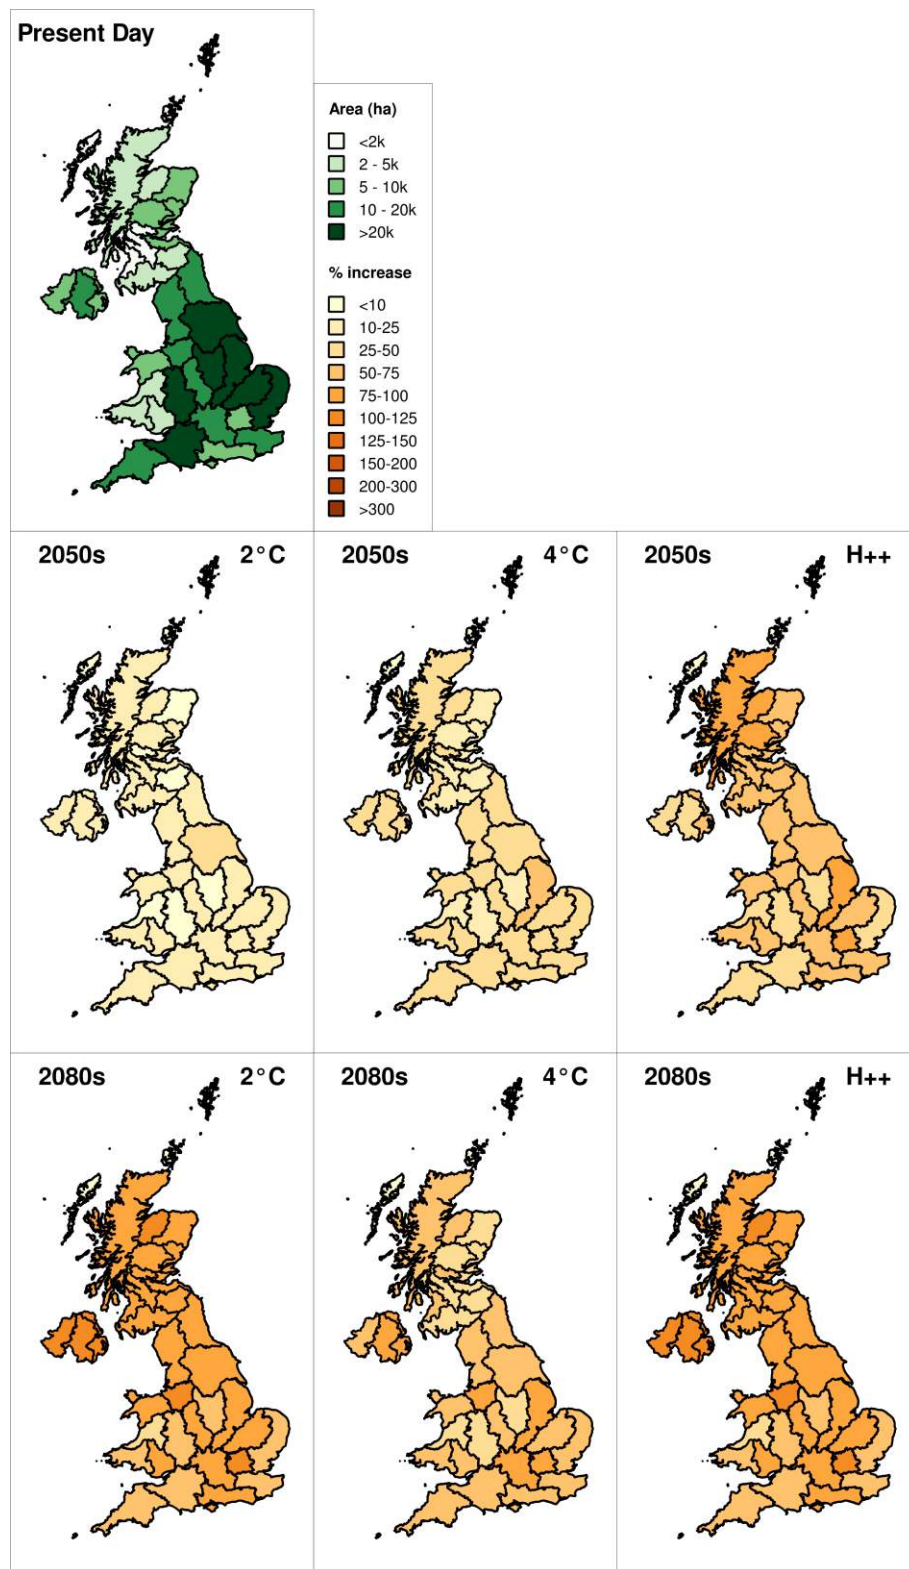 Present Day
Area (ha)
<2k
2 - 5k
5 - 10k
10 - 20k
>20k
% increase
<10
10-25
25-50
50-75
75-100
100-125
125-150
150-200
200-300
>300
2050s 2°C
2050s 4°C
2050s H++
2080s 2°C
2080s 4°C
2080s H++